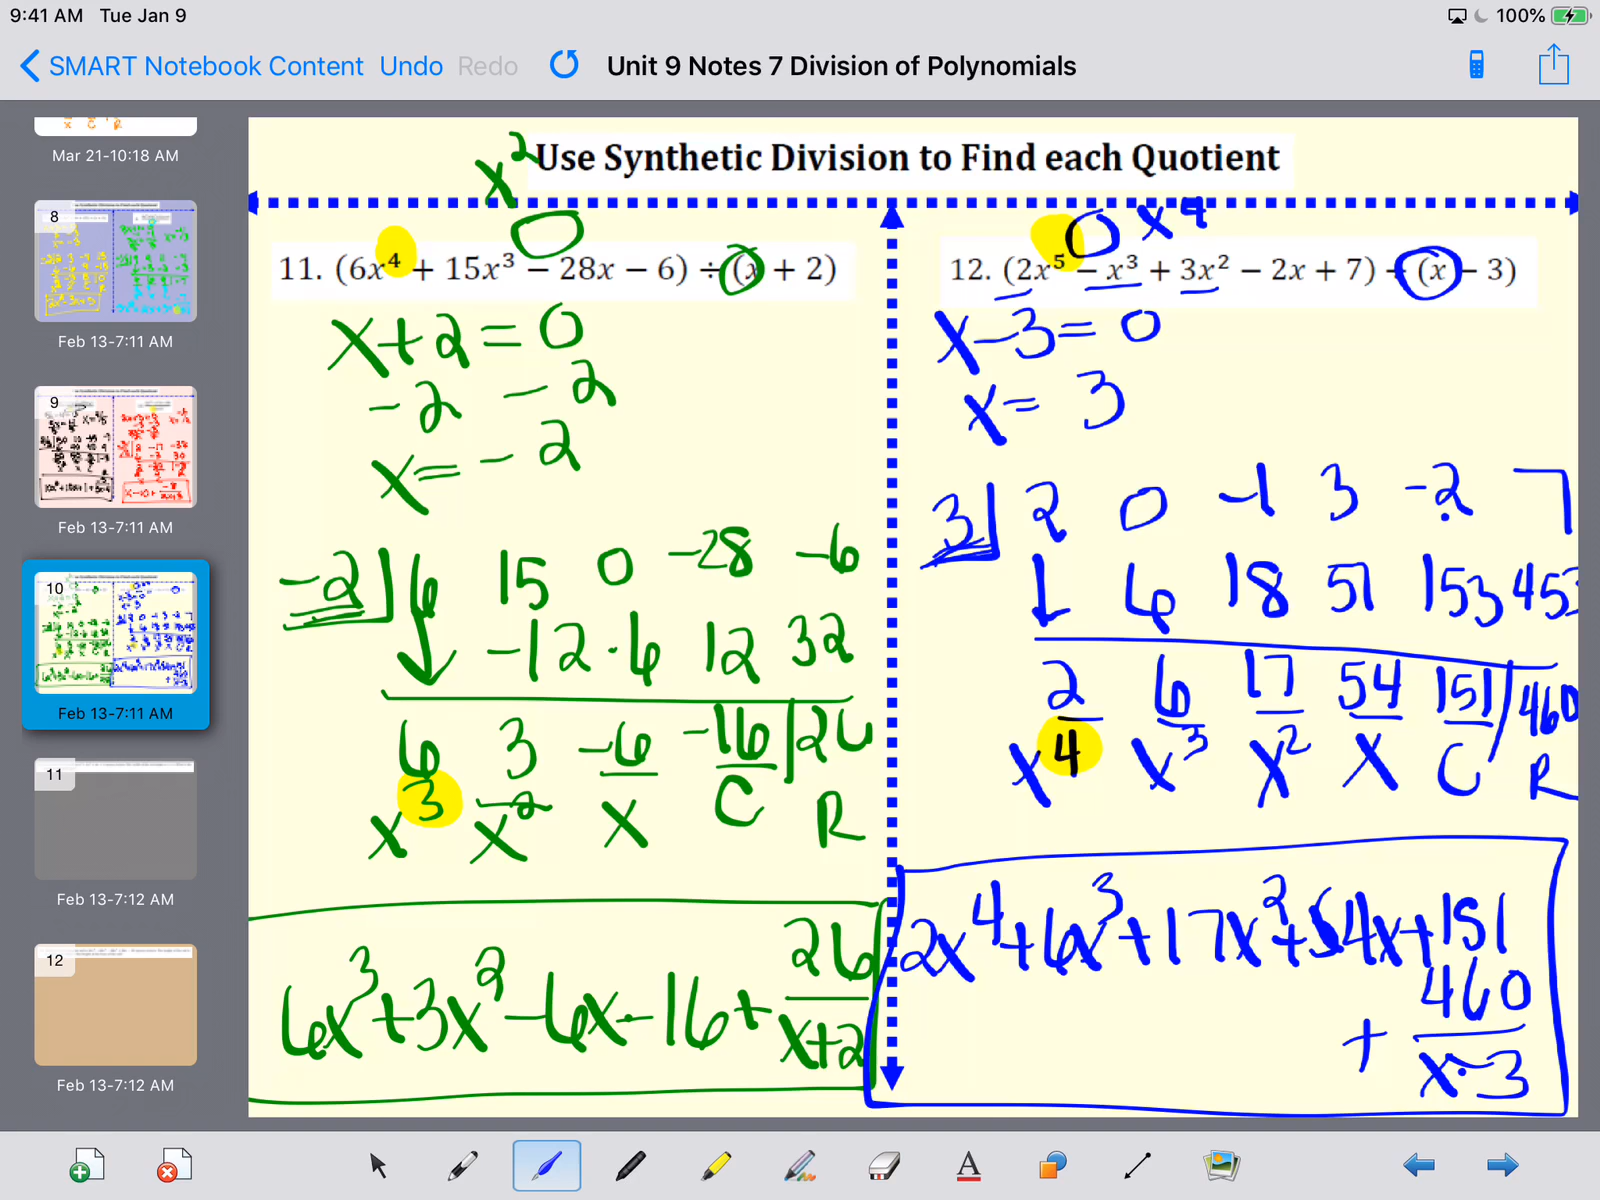 9:41 AM Tue Jan 9
100%
SMART Notebook Content Undo Redo
Unit 9 Notes 7 Division of Polynomials
Mar 21-10:18 AM
8
Feb 13-7:11 AM
9
Feb 13-7:11 AM
10
Feb 13-7:11 AM
11
Feb 13-7:12 AM
12
Feb 13-7:12 AM
Use Synthetic Division to Find each Quotient
x²
0
11. (6x⁴ + 15x³ − 28x − 6) ÷ (x + 2)
x+2=0
-2 -2
x=-2
-2 | 6 15 0 -28 -6
-12 -6 12 32
6 3 -6 -16 | 26
x³ x² x C R
6x³+3x²-6x-16+ 26/x+2
0x⁴
12. (2x⁵ − x³ + 3x² − 2x + 7) ÷ (x − 3)
x-3=0
x=3
3 | 2 0 -1 3 -2 7
6 18 51 153 453
2 6 17 54 151 | 460
x⁴ x³ x² x C R
2x⁴+6x³+17x²+54x+151
+ 460/x-3
A